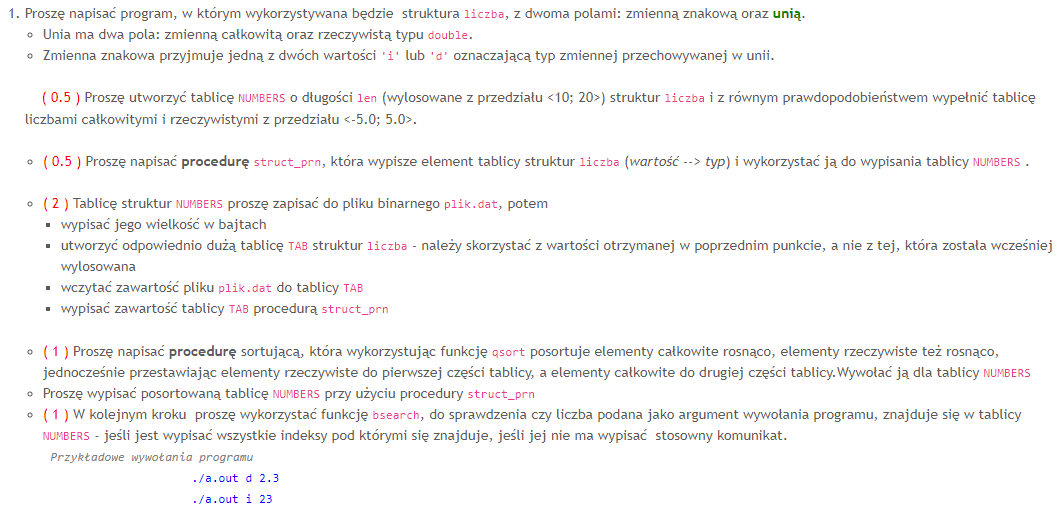 1. Proszę napisać program, w którym wykorzystywana będzie struktura liczba, z dwoma polami: zmienną znakową oraz unią.
Unia ma dwa pola: zmienną całkowitą oraz rzeczywistą typu double.
Zmienna znakowa przyjmuje jedną z dwóch wartości 'i' lub 'd' oznaczającą typ zmiennej przechowywanej w unii.
( 0.5 ) Proszę utworzyć tablicę NUMBERS o długości len (wylosowane z przedziału <10; 20>) struktur liczba i z równym prawdopodobieństwem wypełnić tablicę
liczbami całkowitymi i rzeczywistymi z przedziału <-5.0; 5.0>.
( 0.5 ) Proszę napisać procedurę struct_prn, która wypisze element tablicy struktur liczba (wartość --> typ) i wykorzystać ją do wypisania tablicy NUMBERS .
( 2 ) Tablicę struktur NUMBERS proszę zapisać do pliku binarnego plik.dat, potem
wypisać jego wielkość w bajtach
utworzyć odpowiednio dużą tablicę TAB struktur liczba - należy skorzystać z wartości otrzymanej w poprzednim punkcie, a nie z tej, która została wcześniej
wylosowana
wczytać zawartość pliku plik.dat do tablicy TAB
wypisać zawartość tablicy TAB procedurą struct_prn
( 1 ) Proszę napisać procedurę sortującą, która wykorzystując funkcję qsort posortuje elementy całkowite rosnąco, elementy rzeczywiste też rosnąco,
jednocześnie przestawiając elementy rzeczywiste do pierwszej części tablicy, a elementy całkowite do drugiej części tablicy.Wywołać ją dla tablicy NUMBERS
Proszę wypisać posortowaną tablicę NUMBERS przy użyciu procedury struct_prn
( 1 ) W kolejnym kroku proszę wykorzystać funkcję bsearch, do sprawdzenia czy liczba podana jako argument wywołania programu, znajduje się w tablicy
NUMBERS - jeśli jest wypisać wszystkie indeksy pod którymi się znajduje, jeśli jej nie ma wypisać stosowny komunikat.
Przykładowe wywołania programu
./a.out d 2.3
./a.out i 23